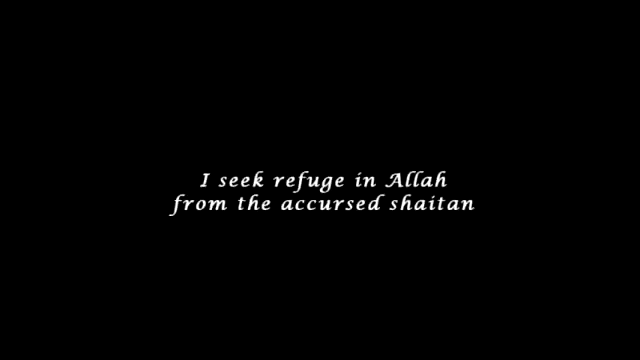 I seek refuge in Allah
from the accursed shaitan